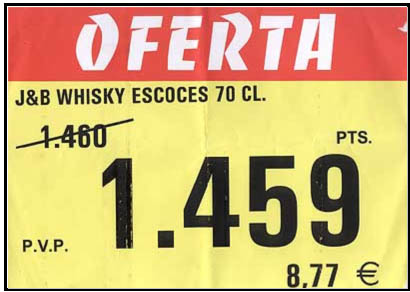 OFERTA
J&B WHISKY ESCOCES 70 CL.
1.460
PTS.
1.459
P.V.P.
8,77 €